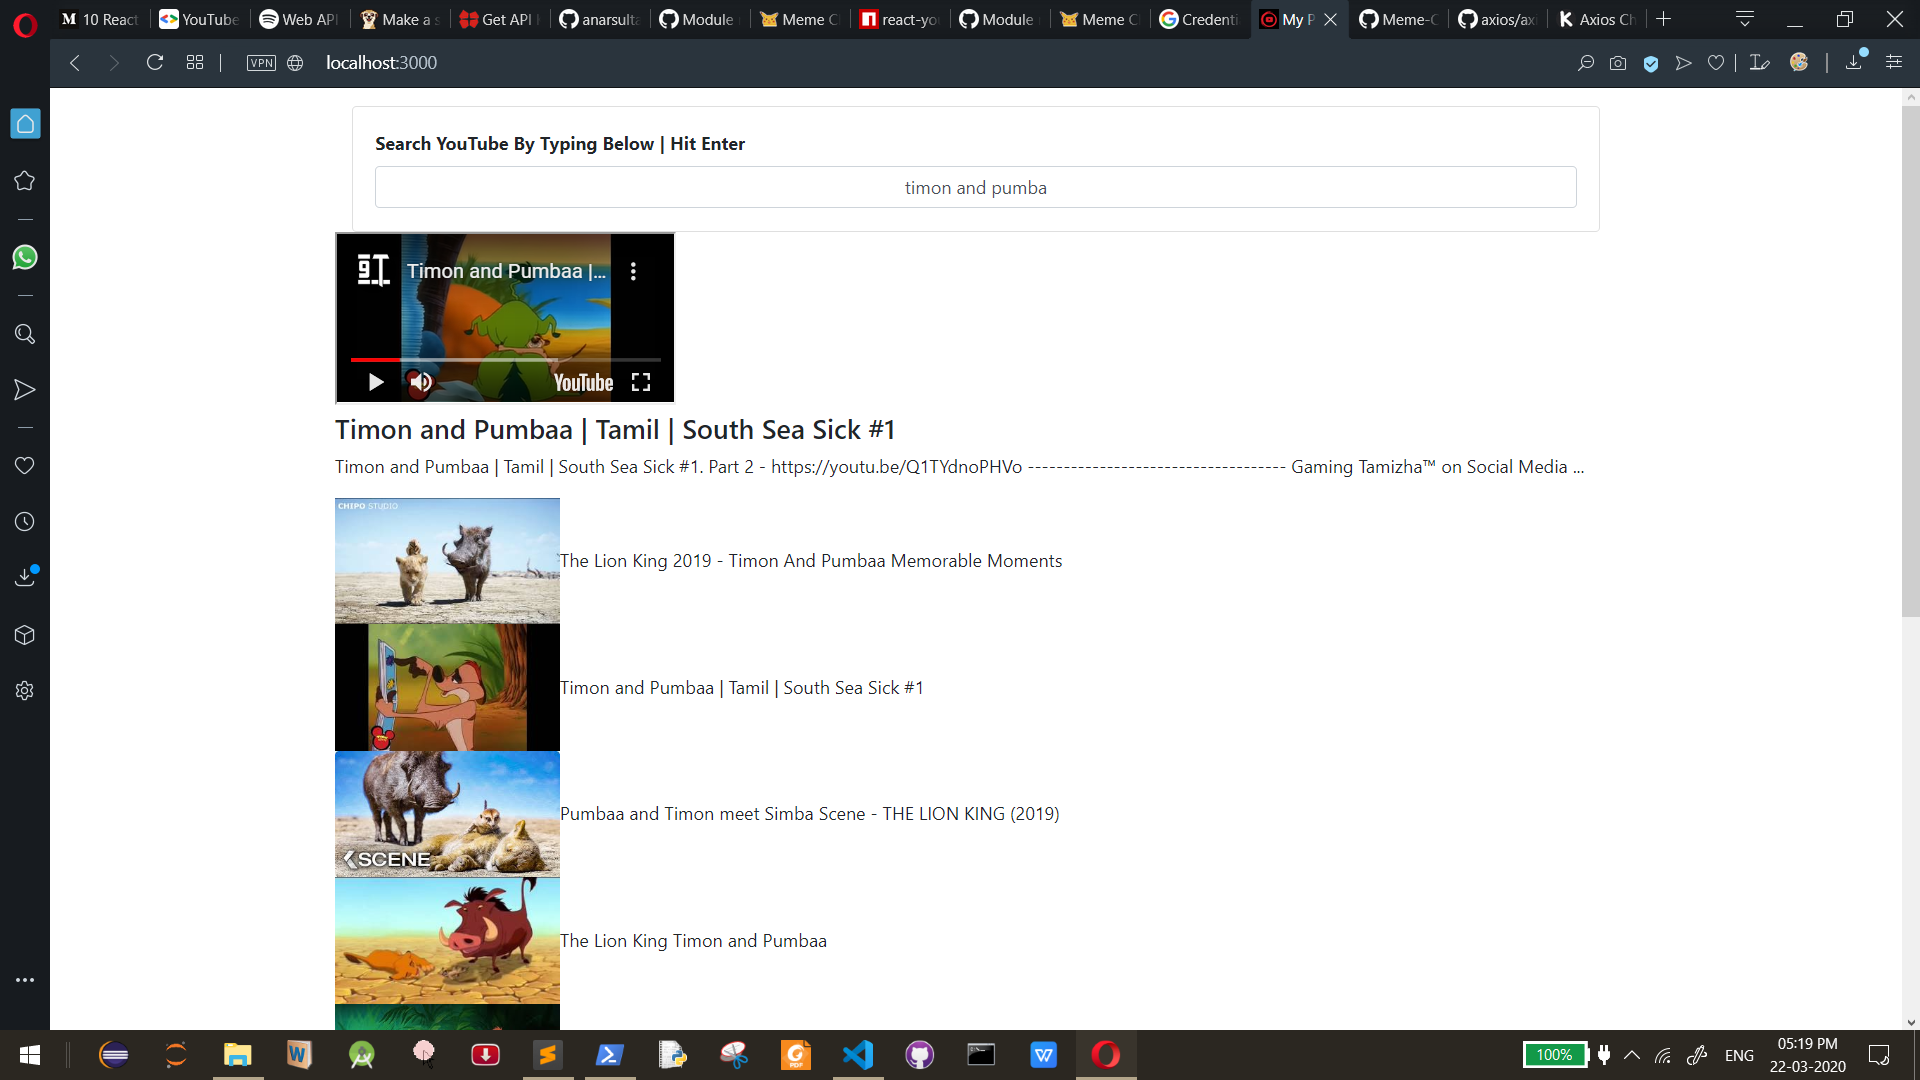 10 React
YouTube
Web API
Make a s
Get API
anarsult
Module
Meme C
react-yo
Module
Meme C
Credenti
My P
Meme-C
axios/ax
Axios Ch
VPN
localhost:3000
Search YouTube By Typing Below | Hit Enter
timon and pumba
Timon and Pumbaa |...
YouTube
Timon and Pumbaa | Tamil | South Sea Sick #1
Timon and Pumbaa | Tamil | South Sea Sick #1. Part 2 - https://youtu.be/Q1TYdnoPHVo ------------------------------------ Gaming Tamizha™ on Social Media ...
CHIPO STUDIO
The Lion King 2019 - Timon And Pumbaa Memorable Moments
Timon and Pumbaa | Tamil | South Sea Sick #1
SCENE
Pumbaa and Timon meet Simba Scene - THE LION KING (2019)
The Lion King Timon and Pumbaa
100%
ENG
05:19 PM
22-03-2020